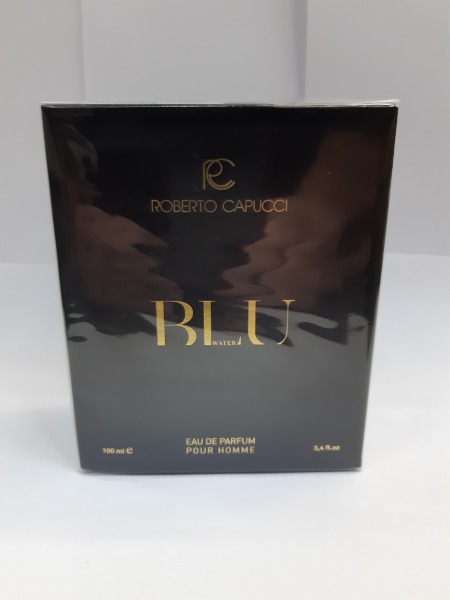 RC
ROBERTO CAPUCCI
BLU
WATER
EAU DE PARFUM
POUR HOMME
100 ml ℮
3,4 fl.oz